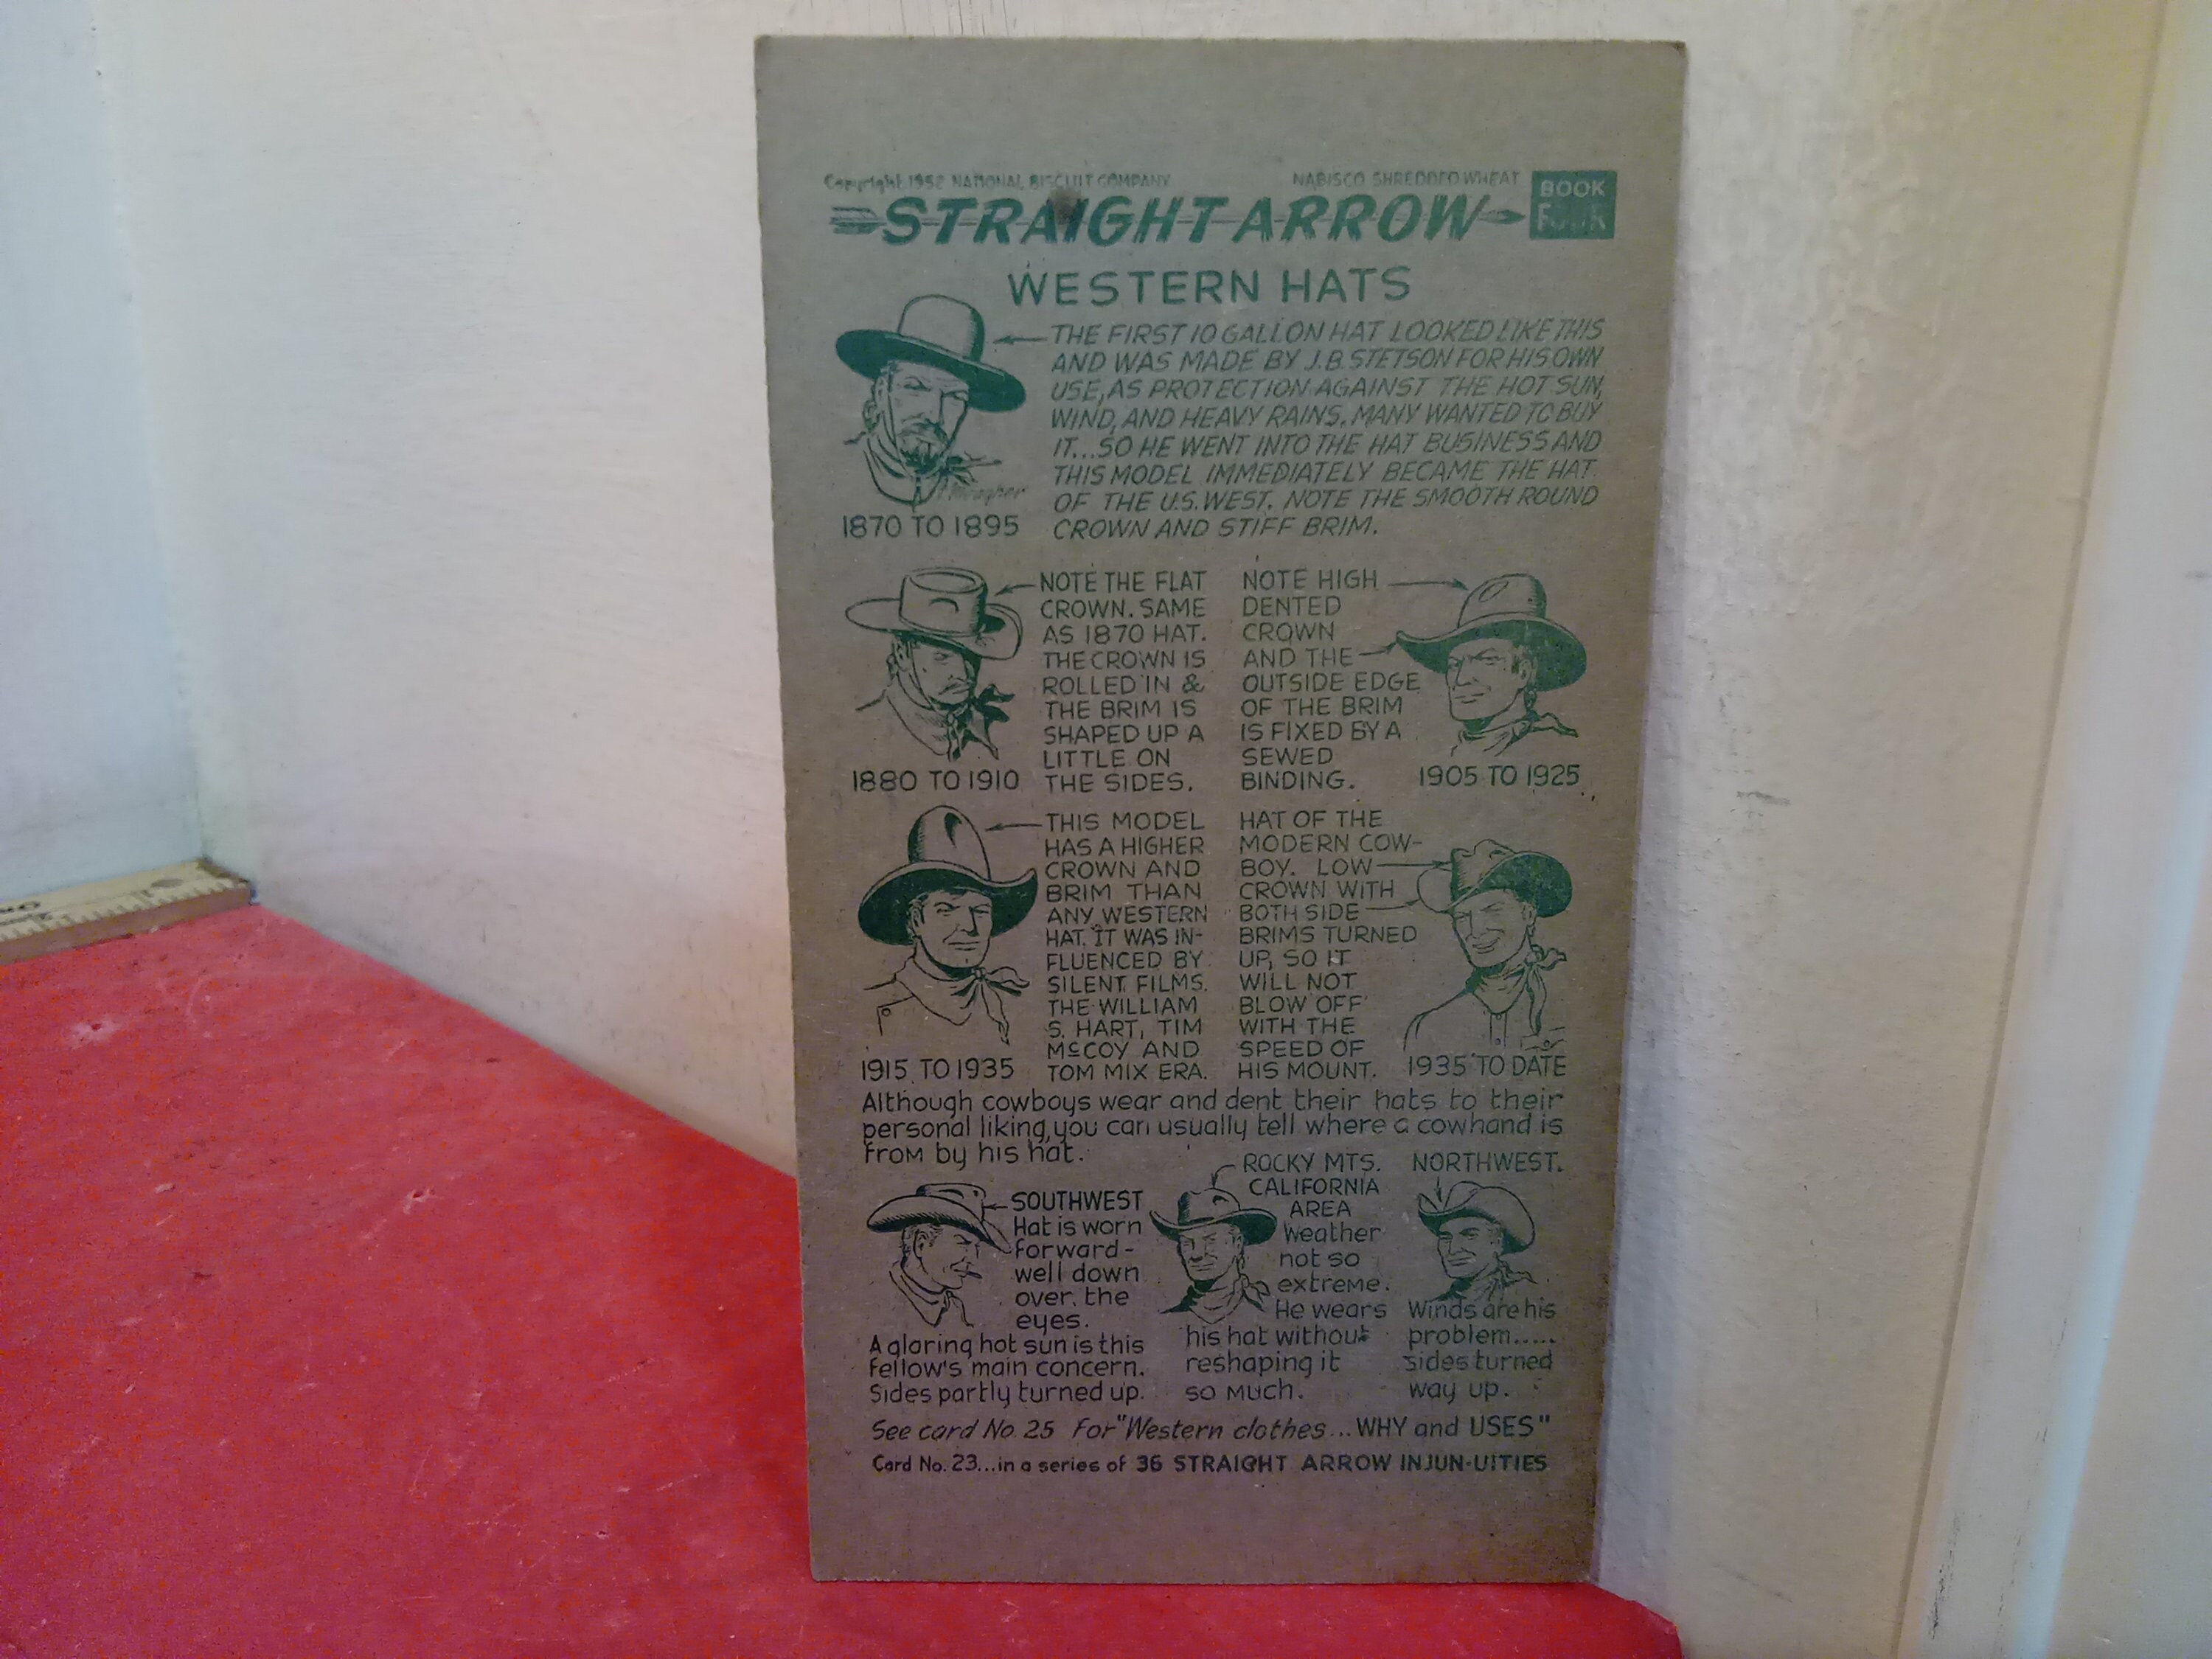 Copyright 1952 NATIONAL BISCUIT COMPANY
NABISCO SHREDDED WHEAT
BOOK
FOUR
STRAIGHT ARROW
WESTERN HATS
THE FIRST 10 GALLON HAT LOOKED LIKE THIS
AND WAS MADE BY J.B. STETSON FOR HIS OWN
USE, AS PROTECTION AGAINST THE HOT SUN,
WIND, AND HEAVY RAINS. MANY WANTED TO BUY
IT...SO HE WENT INTO THE HAT BUSINESS AND
THIS MODEL IMMEDIATELY BECAME THE HAT
OF THE U.S. WEST. NOTE THE SMOOTH ROUND
CROWN AND STIFF BRIM.
Meagher
1870 TO 1895
NOTE THE FLAT
CROWN. SAME
AS 1870 HAT.
THE CROWN IS
ROLLED IN &
THE BRIM IS
SHAPED UP A
LITTLE ON
THE SIDES.
1880 TO 1910
NOTE HIGH
DENTED
CROWN
AND THE
OUTSIDE EDGE
OF THE BRIM
IS FIXED BY A
SEWED
BINDING.
1905 TO 1925
THIS MODEL
HAS A HIGHER
CROWN AND
BRIM THAN
ANY WESTERN
HAT. IT WAS IN-
FLUENCED BY
SILENT FILMS.
THE WILLIAM
S. HART, TIM
McCOY AND
TOM MIX ERA.
1915 TO 1935
HAT OF THE
MODERN COW-
BOY. LOW
CROWN WITH
BOTH SIDE
BRIMS TURNED
UP, SO IT
WILL NOT
BLOW OFF
WITH THE
SPEED OF
HIS MOUNT.
1935 TO DATE
Although cowboys wear and dent their hats to their
personal liking, you can usually tell where a cowhand is
from by his hat.
SOUTHWEST
Hat is worn
forward-
well down
over the
eyes.
A glaring hot sun is this
fellow's main concern.
Sides partly turned up.
ROCKY MTS.
CALIFORNIA
AREA
Weather
not so
extreme.
He wears
his hat without
reshaping it
so much.
NORTHWEST.
Winds are his
problem.....
sides turned
way up.
See card No. 25 for "Western clothes...WHY and USES"
Card No. 23...in a series of 36 STRAIGHT ARROW INJUN-UITIES